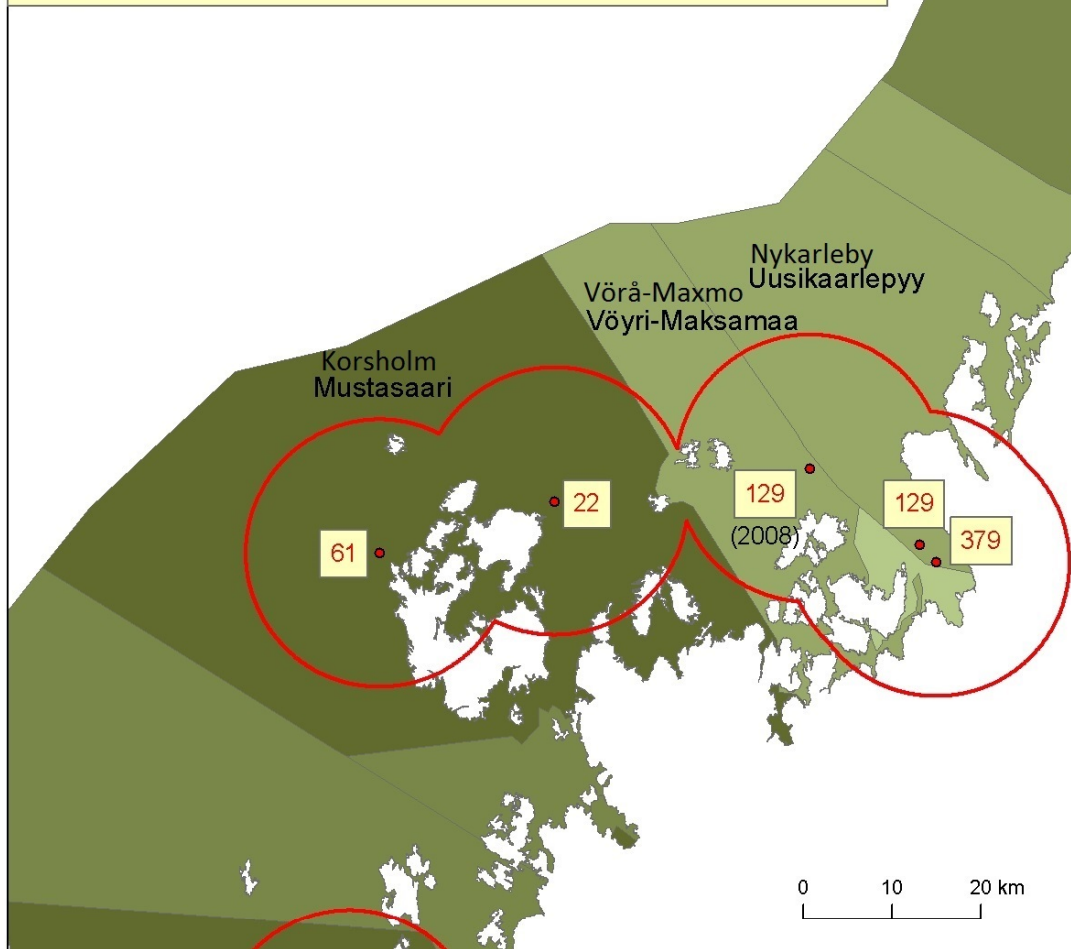 Nykarleby
Uusikaarlepyy
Vörå-Maxmo
Vöyri-Maksamaa
Korsholm
Mustasaari
61
22
129
(2008)
129
379
0 10 20 km